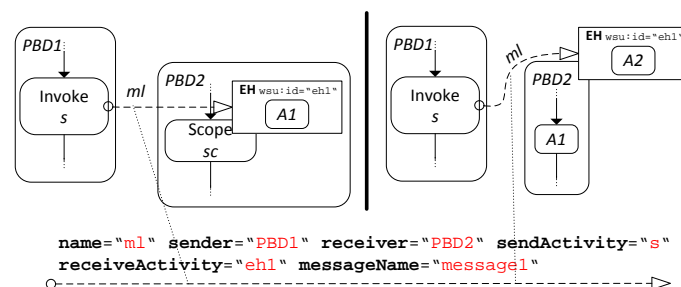 PBD1
Invoke
s
ml
PBD2
EH wsu:id="eh1"
A1
Scope
sc
PBD1
Invoke
s
ml
EH wsu:id="eh1"
A2
PBD2
A1
name="ml" sender="PBD1" receiver="PBD2" sendActivity="s"
receiveActivity="eh1" messageName="message1"